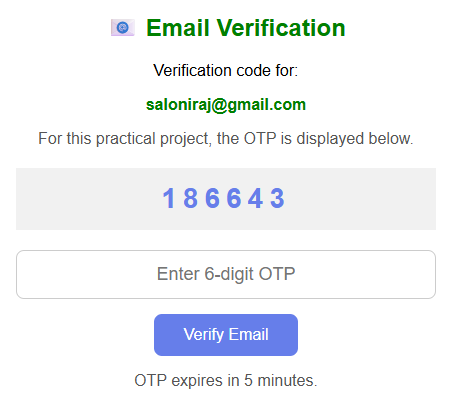 Email Verification
Verification code for:
saloniraj@gmail.com
For this practical project, the OTP is displayed below.
186643
Enter 6-digit OTP
Verify Email
OTP expires in 5 minutes.